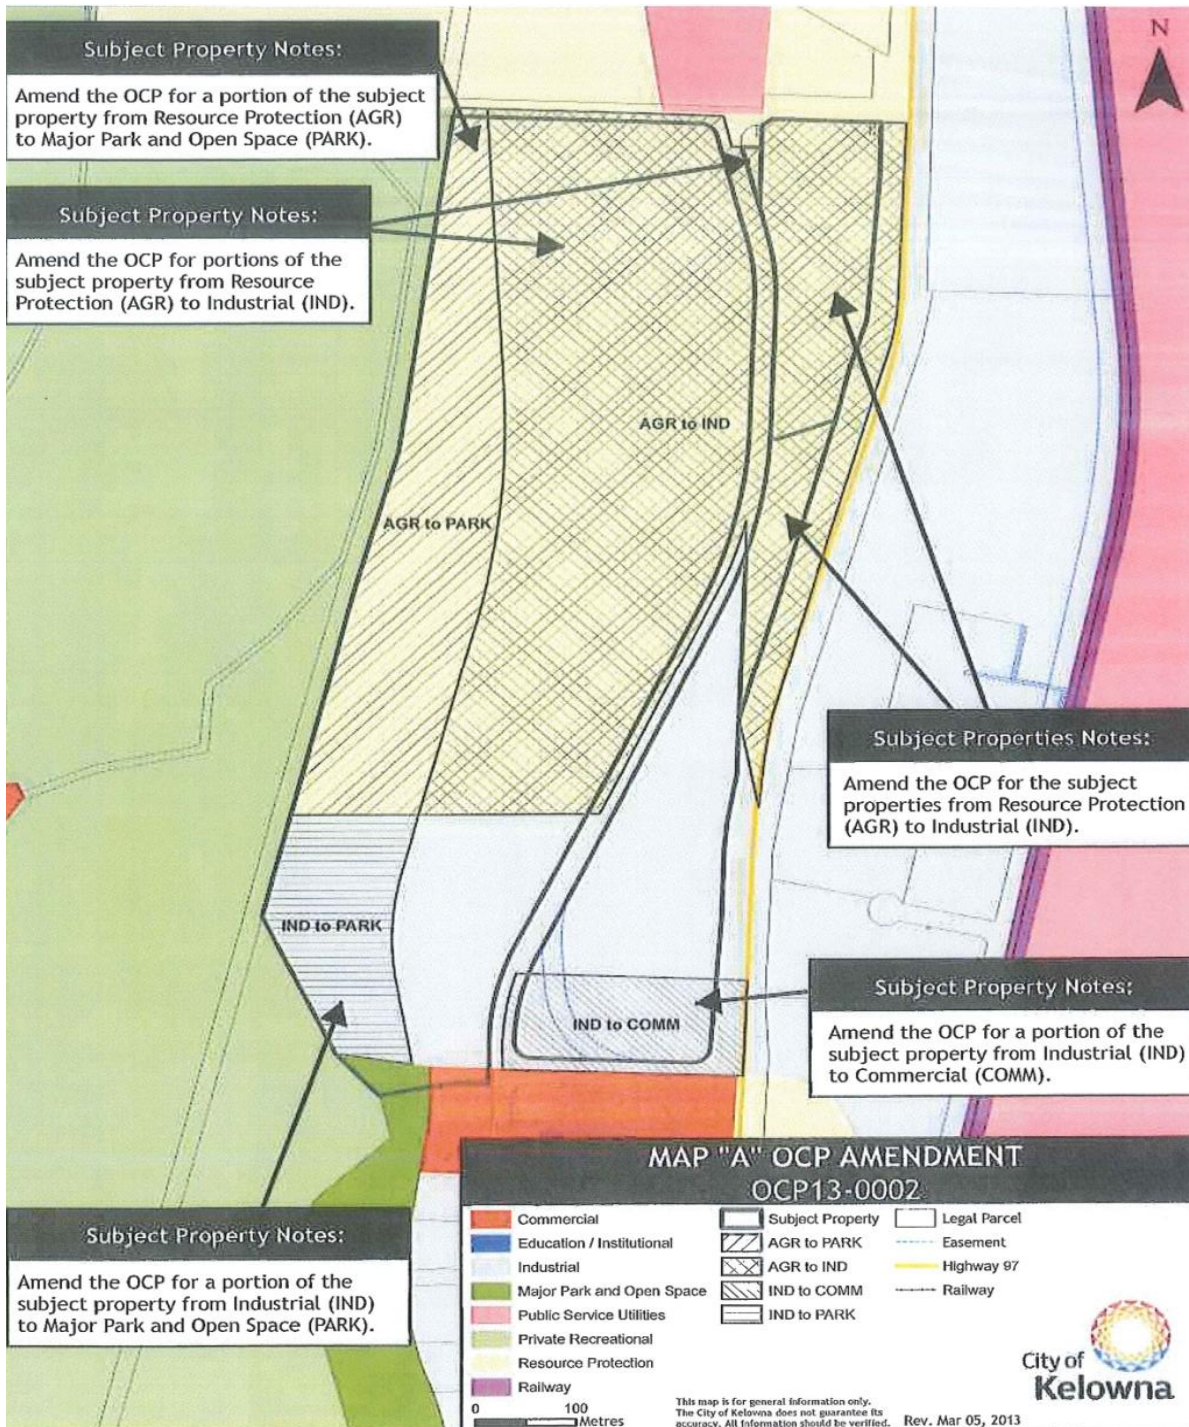 Subject Property Notes:
Amend the OCP for a portion of the subject
property from Resource Protection (AGR)
to Major Park and Open Space (PARK).
N
Subject Property Notes:
Amend the OCP for portions of the
subject property from Resource
Protection (AGR) to Industrial (IND).
AGR to IND
AGR to PARK
Subject Properties Notes:
Amend the OCP for the subject
properties from Resource Protection
(AGR) to Industrial (IND).
IND to PARK
IND to COMM
Subject Property Notes:
Amend the OCP for a portion of the
subject property from Industrial (IND)
to Commercial (COMM).
Subject Property Notes:
Amend the OCP for a portion of the
subject property from Industrial (IND)
to Major Park and Open Space (PARK).
MAP "A" OCP AMENDMENT
OCP13-0002
Commercial
Education / Institutional
Industrial
Major Park and Open Space
Public Service Utilities
Private Recreational
Resource Protection
Railway
Subject Property
AGR to PARK
AGR to IND
IND to COMM
IND to PARK
Legal Parcel
Easement
Highway 97
Railway
0 100
Metres
This map is for general information only.
The City of Kelowna does not guarantee its
accuracy. All information should be verified.
Rev. Mar 05, 2013
City of
Kelowna